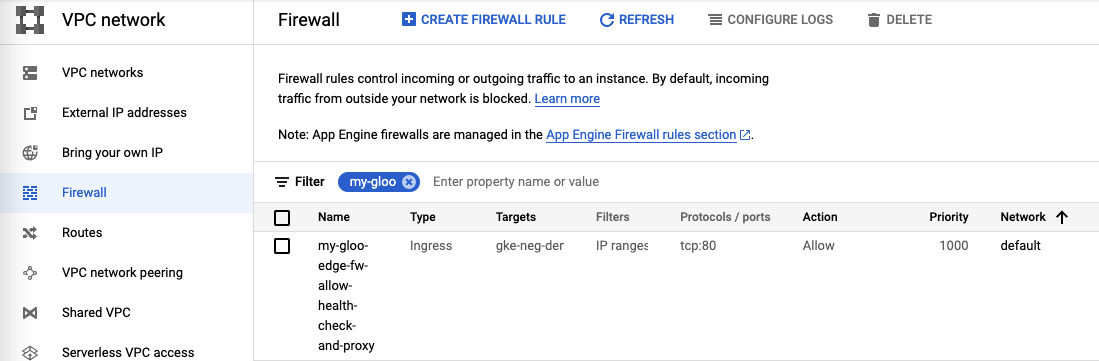 VPC network
Firewall
CREATE FIREWALL RULE
REFRESH
CONFIGURE LOGS
DELETE
VPC networks
External IP addresses
Bring your own IP
Firewall
Routes
VPC network peering
Shared VPC
Serverless VPC access
Firewall rules control incoming or outgoing traffic to an instance. By default, incoming
traffic from outside your network is blocked. Learn more
Note: App Engine firewalls are managed in the App Engine Firewall rules section.
Filter
my-gloo
Enter property name or value
Name Type Targets Filters Protocols / ports Action Priority Network
my-gloo- Ingress gke-neg-der IP ranges tcp:80 Allow 1000 default
edge-fw-
allow-
health-
check-
and-proxy